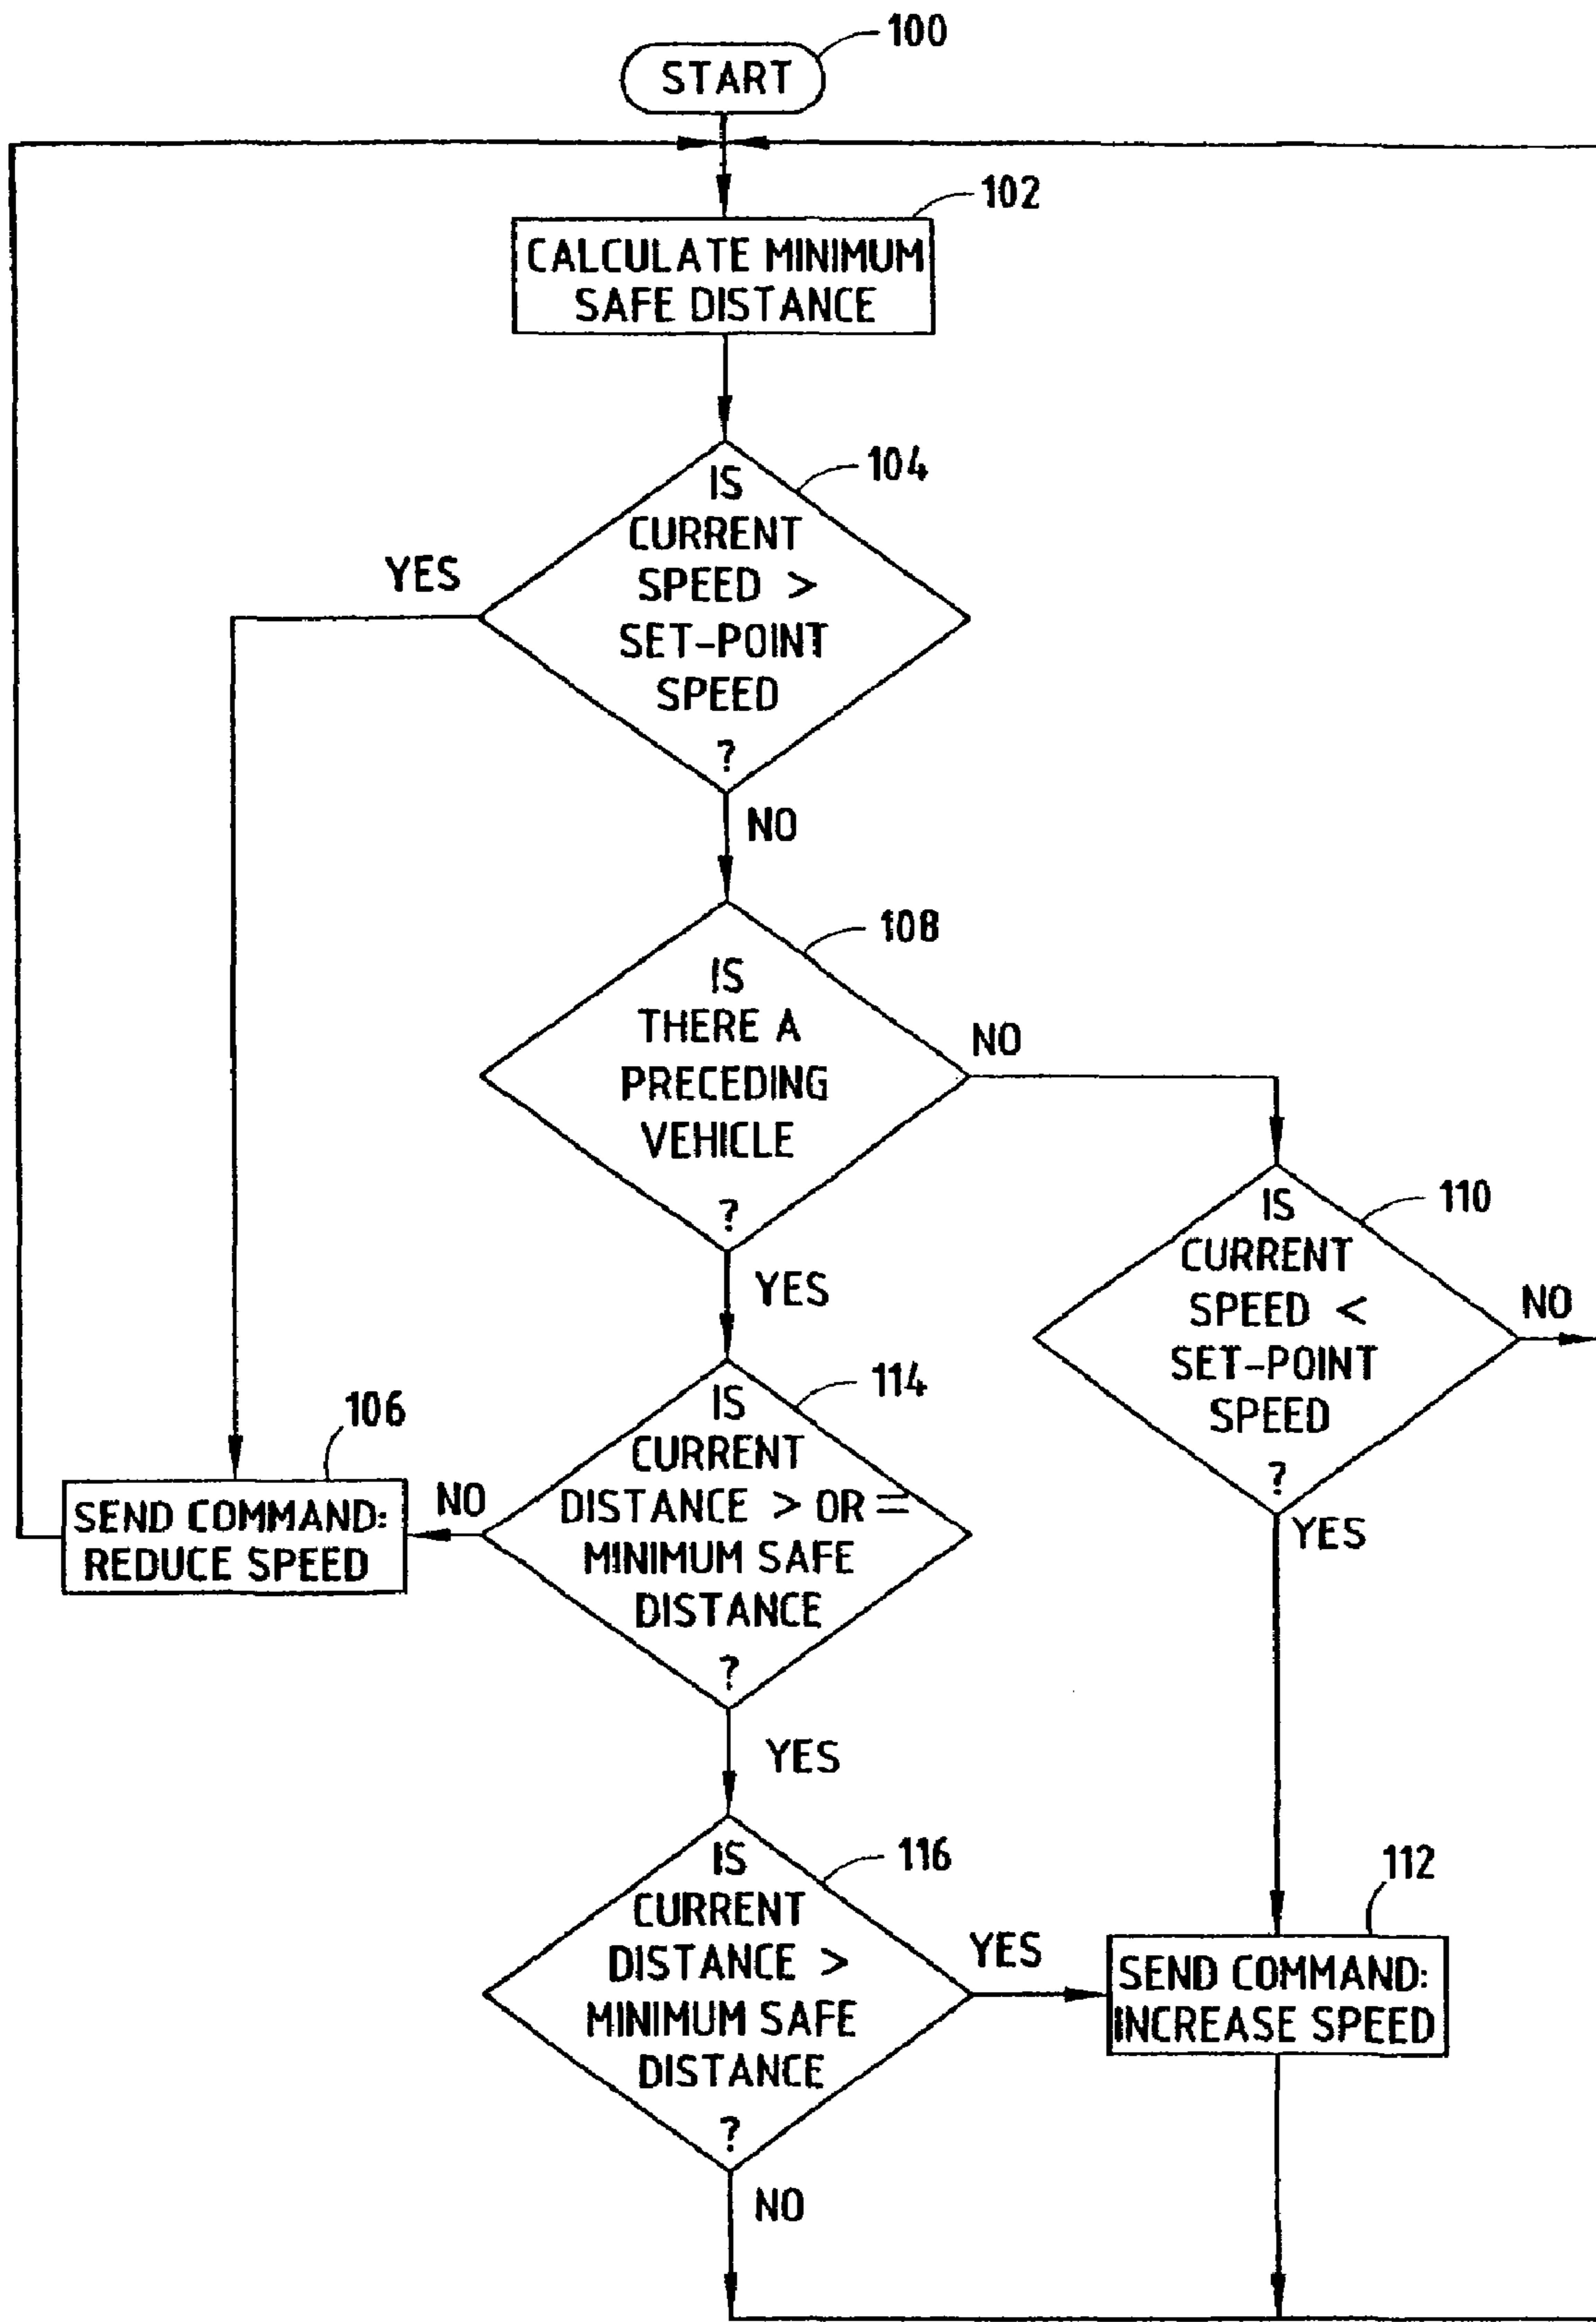 100
START
102
CALCULATE MINIMUM
SAFE DISTANCE
104
IS
CURRENT
SPEED >
SET-POINT
SPEED
?
YES
NO
108
IS
THERE A
PRECEDING
VEHICLE
?
NO
YES
110
IS
CURRENT
SPEED <
SET-POINT
SPEED
?
NO
YES
114
IS
CURRENT
DISTANCE > OR =
MINIMUM SAFE
DISTANCE
?
NO
YES
106
SEND COMMAND:
REDUCE SPEED
116
IS
CURRENT
DISTANCE >
MINIMUM SAFE
DISTANCE
?
YES
NO
112
SEND COMMAND:
INCREASE SPEED